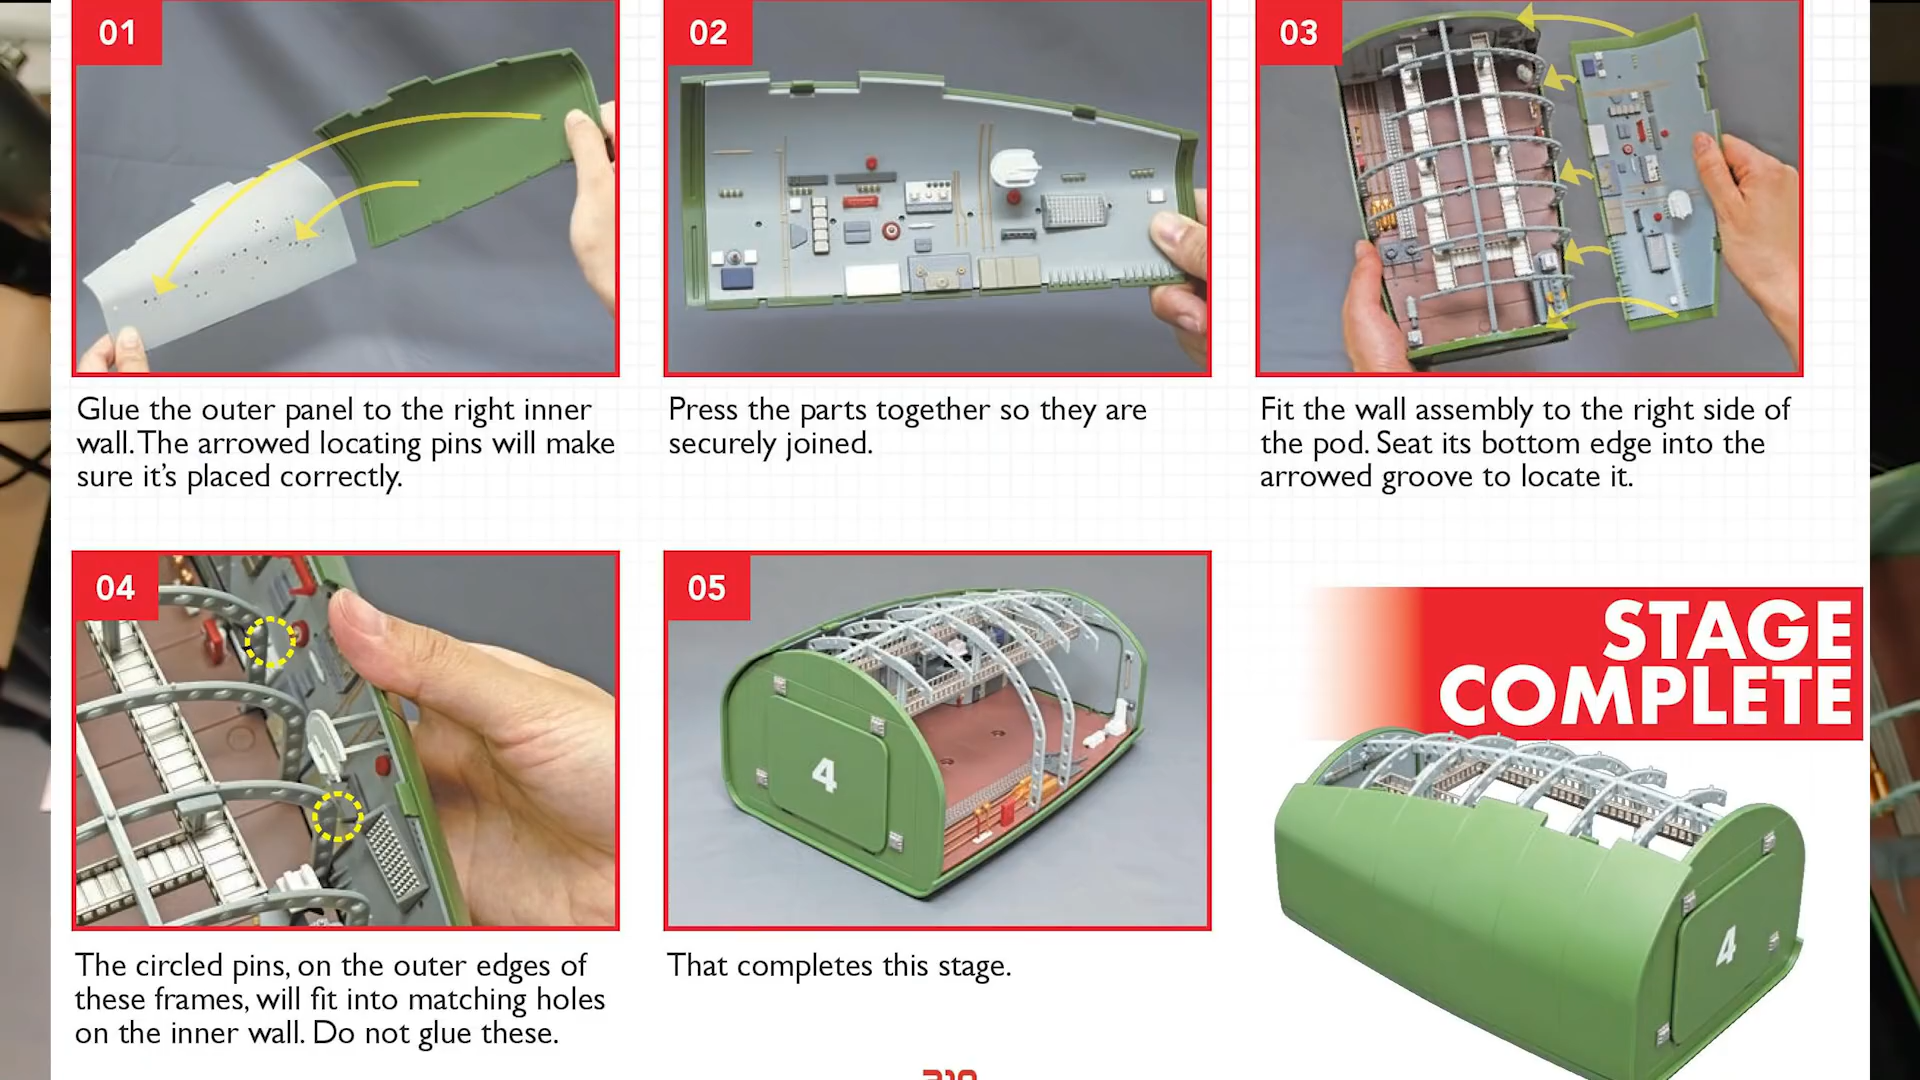 01
02
03
Glue the outer panel to the right inner
wall. The arrowed locating pins will make
sure it's placed correctly.
Press the parts together so they are
securely joined.
Fit the wall assembly to the right side of
the pod. Seat its bottom edge into the
arrowed groove to locate it.
04
05
4
STAGE
COMPLETE
4
The circled pins, on the outer edges of
these frames, will fit into matching holes
on the inner wall. Do not glue these.
That completes this stage.